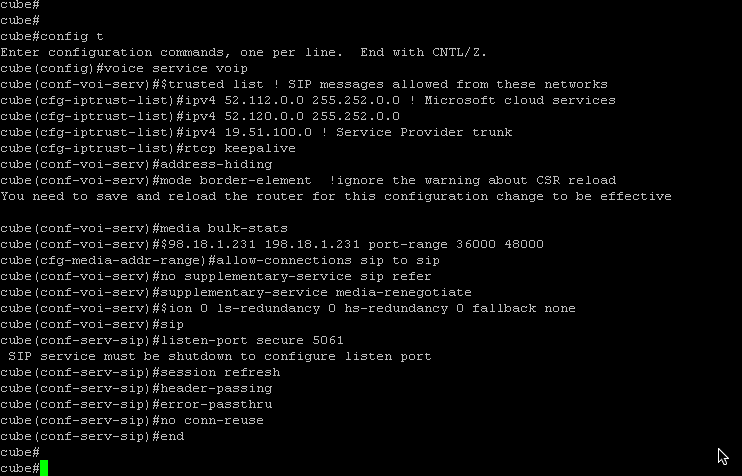 cube#
cube#
cube#config t
Enter configuration commands, one per line.  End with CNTL/Z.
cube(config)#voice service voip
cube(conf-voi-serv)#$trusted list ! SIP messages allowed from these networks
cube(cfg-iptrust-list)#ipv4 52.112.0.0 255.252.0.0 ! Microsoft cloud services
cube(cfg-iptrust-list)#ipv4 52.120.0.0 255.252.0.0
cube(cfg-iptrust-list)#ipv4 19.51.100.0 ! Service Provider trunk
cube(cfg-iptrust-list)#rtcp keepalive
cube(conf-voi-serv)#address-hiding
cube(conf-voi-serv)#mode border-element  !ignore the warning about CSR reload
You need to save and reload the router for this configuration change to be effective
cube(conf-voi-serv)#media bulk-stats
cube(conf-voi-serv)#$98.18.1.231 198.18.1.231 port-range 36000 48000
cube(cfg-media-addr-range)#allow-connections sip to sip
cube(conf-voi-serv)#no supplementary-service sip refer
cube(conf-voi-serv)#supplementary-service media-renegotiate
cube(conf-voi-serv)#$ion 0 ls-redundancy 0 hs-redundancy 0 fallback none
cube(conf-voi-serv)#sip
cube(conf-serv-sip)#listen-port secure 5061
 SIP service must be shutdown to configure listen port
cube(conf-serv-sip)#session refresh
cube(conf-serv-sip)#header-passing
cube(conf-serv-sip)#error-passthru
cube(conf-serv-sip)#no conn-reuse
cube(conf-serv-sip)#end
cube#
cube#